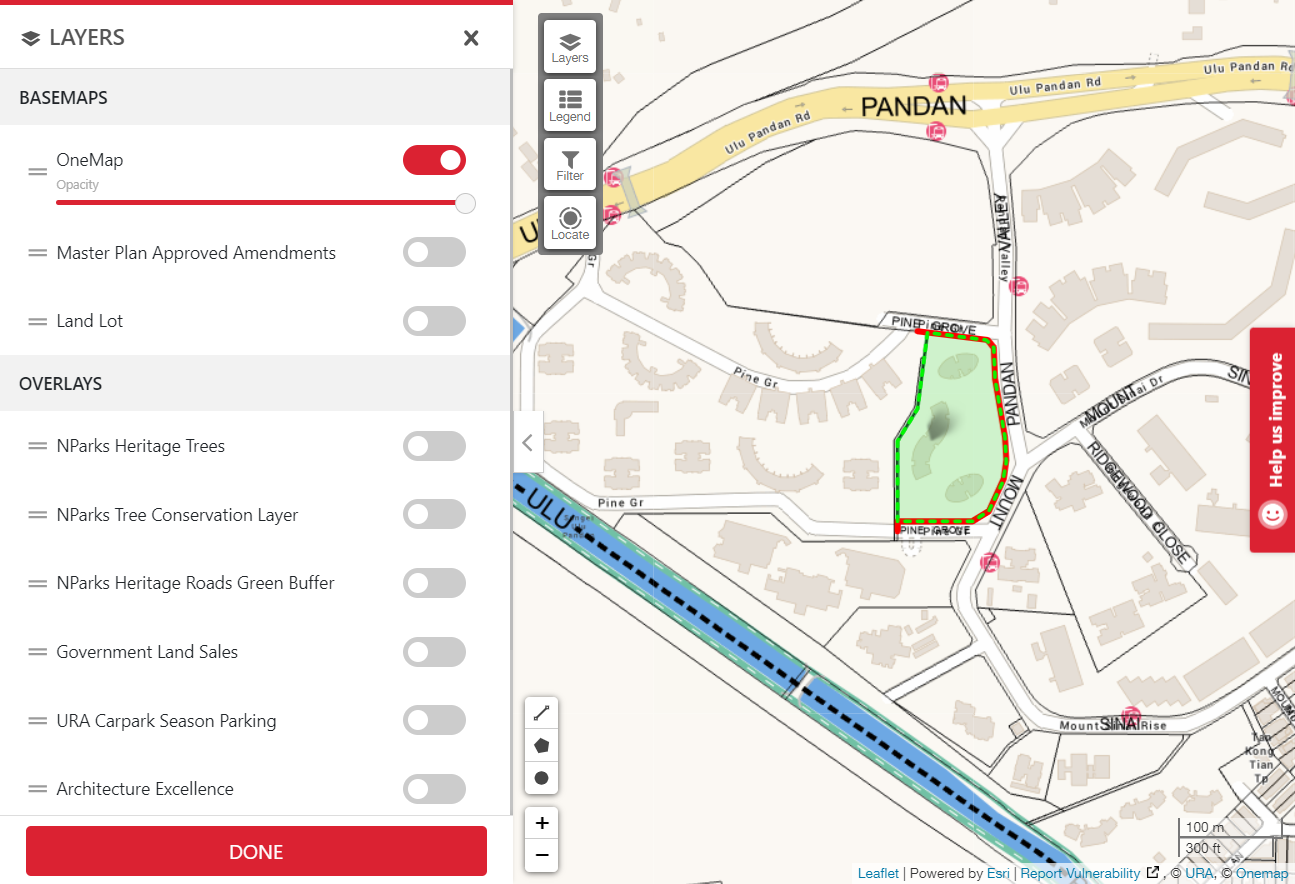 LAYERS
BASEMAPS
OneMap
Opacity
Master Plan Approved Amendments
Land Lot
OVERLAYS
NParks Heritage Trees
NParks Tree Conservation Layer
NParks Heritage Roads Green Buffer
Government Land Sales
URA Carpark Season Parking
Architecture Excellence
DONE
Layers
Legend
Filter
Locate
Ulu Pandan Rd
Ulu Pandan Rd
PANDAN
Ulu Pandan Rd
Gr
Valley
PINE GROVE
Pine Gr
PANDAN
MOUNT
RIDGEWOOD CLOSE
ULU
Pine Gr
MOUNT
PINE GROVE
Pine Gr
Mount Sinai Rise
SINAI
Tan
Kong
Tian
Tp
Help us improve
100 m
300 ft
Leaflet | Powered by Esri | Report Vulnerability , © URA, © Onemap